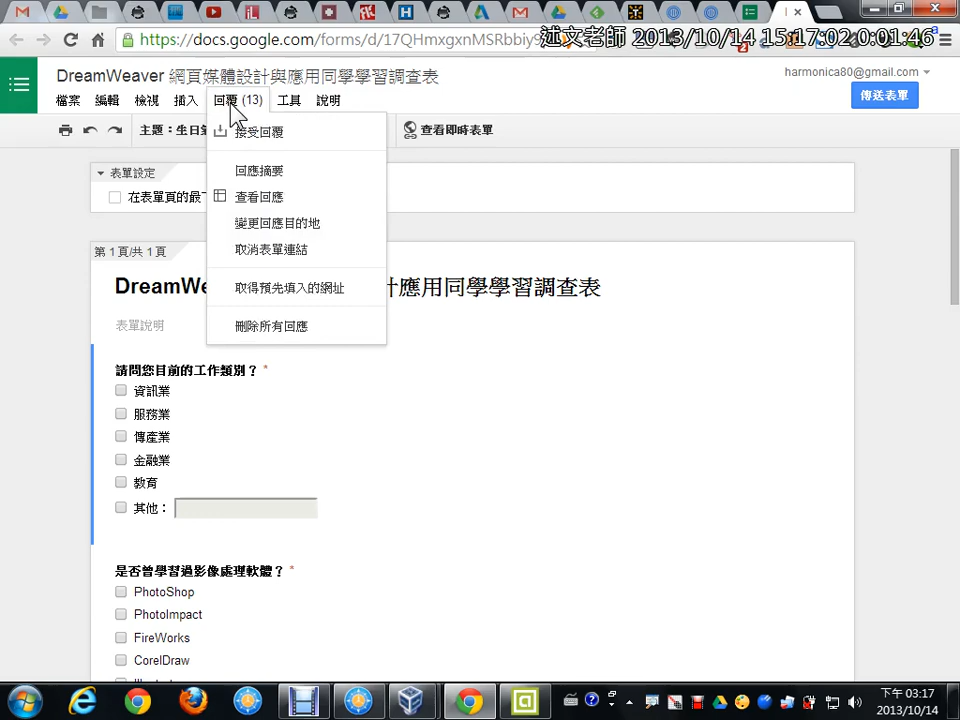 https://docs.google.com/forms/d/17QHmxgxnMSRbbiy
述文老師 2013/10/14 15:17:02 0:01:46
DreamWeaver 網頁媒體設計與應用同學學習調查表
harmonica80@gmail.com
檔案 編輯 檢視 插入 回覆 (13) 工具 說明
傳送表單
主題：生日
查看即時表單
接受回覆
回應摘要
查看回應
變更回應目的地
取消表單連結
取得預先填入的網址
刪除所有回應
表單設定
在表單頁的最
第 1 頁/共 1 頁
DreamWe 計應用同學學習調查表
表單說明
請問您目前的工作類別？ *
資訊業
服務業
傳產業
金融業
教育
其他：
是否曾學習過影像處理軟體？ *
PhotoShop
PhotoImpact
FireWorks
CorelDraw
下午 03:17
2013/10/14